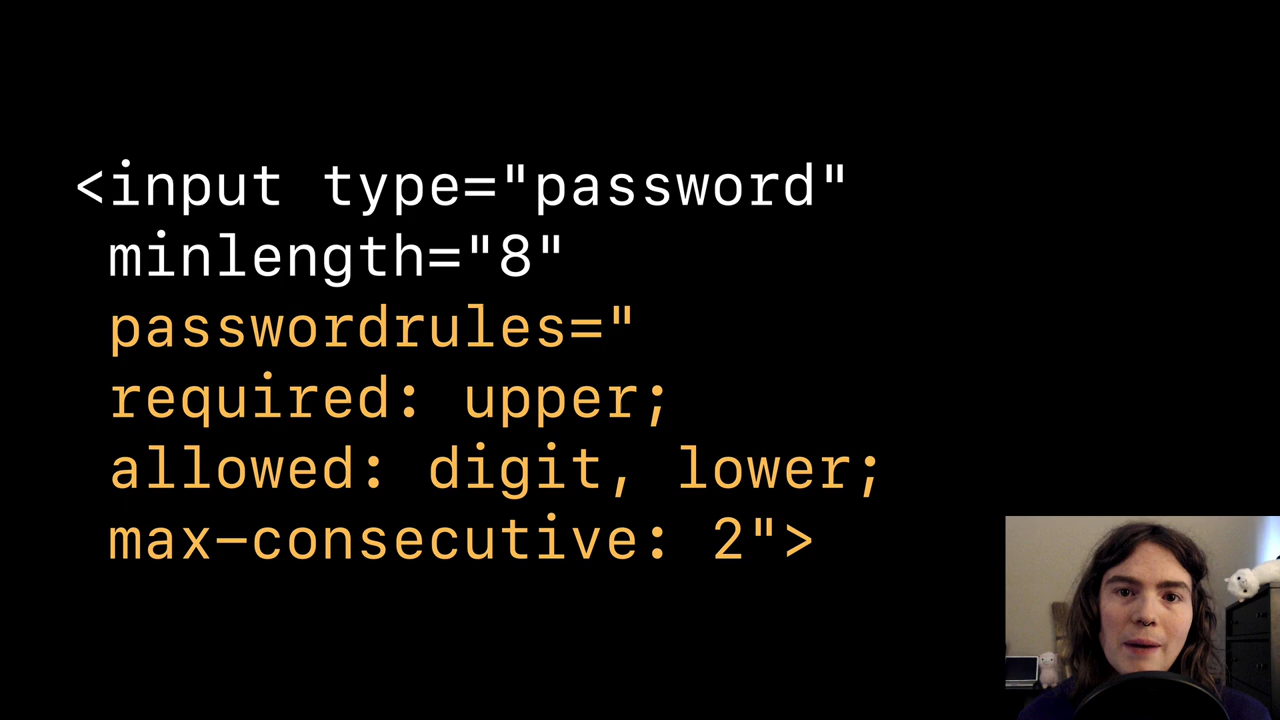 <input type="password"
minlength="8"
passwordrules="
required: upper;
allowed: digit, lower;
max-consecutive: 2">